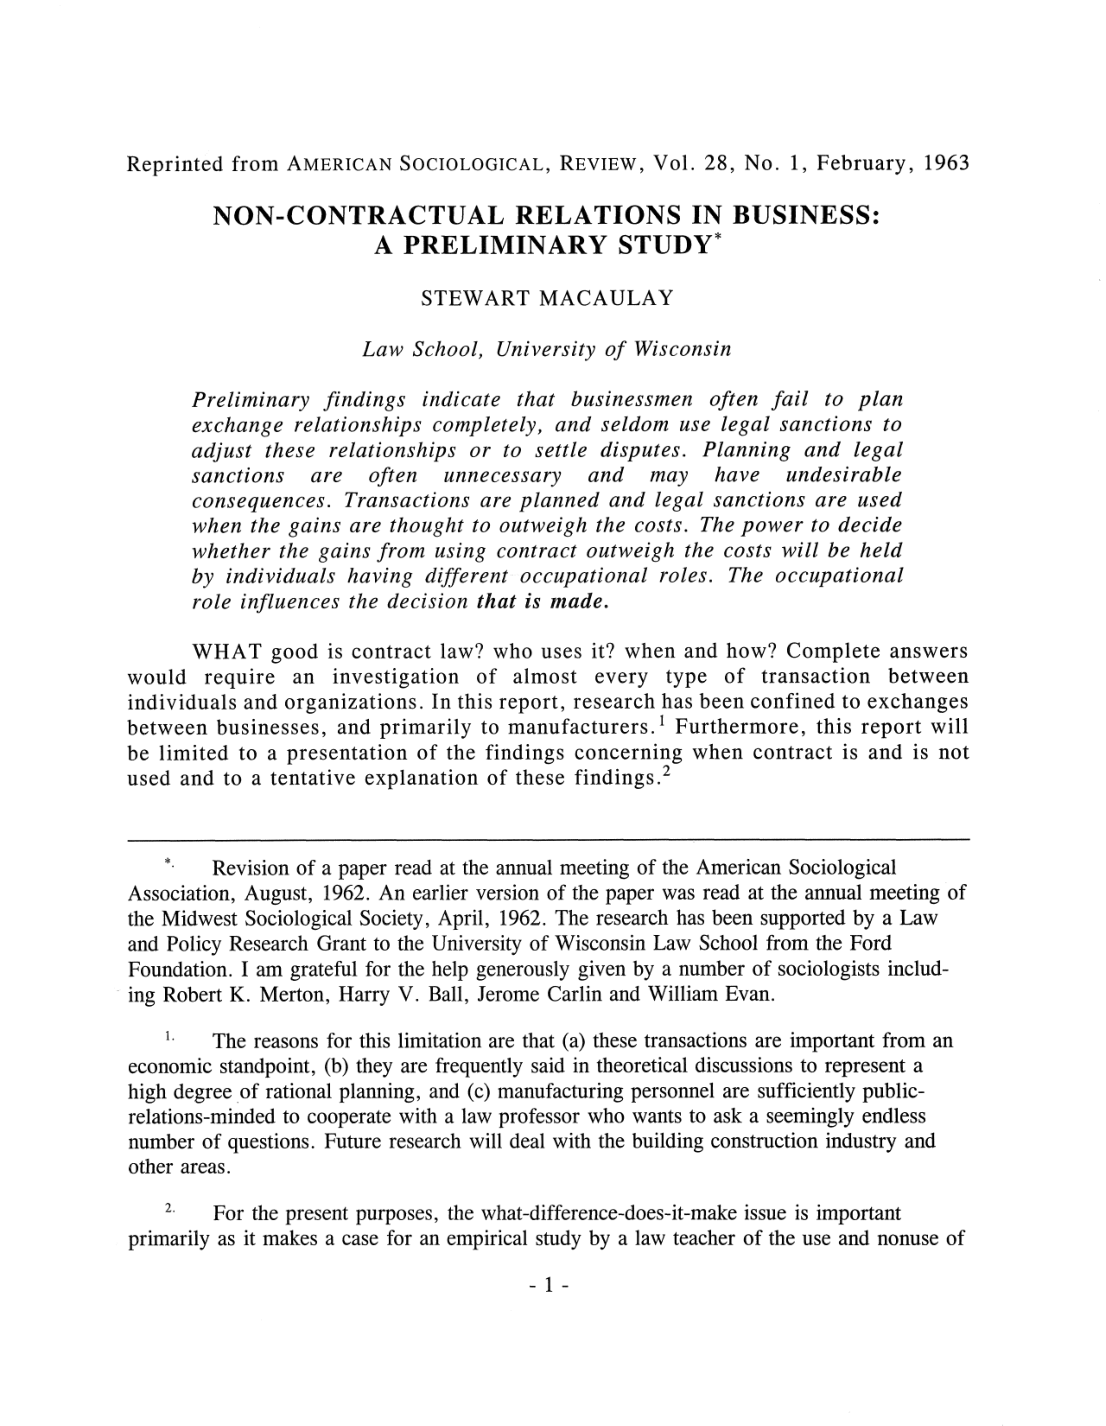 Reprinted from AMERICAN SOCIOLOGICAL, REVIEW, Vol. 28, No. 1, February, 1963
NON-CONTRACTUAL RELATIONS IN BUSINESS:
A PRELIMINARY STUDY*
STEWART MACAULAY
Law School, University of Wisconsin
Preliminary findings indicate that businessmen often fail to plan
exchange relationships completely, and seldom use legal sanctions to
adjust these relationships or to settle disputes. Planning and legal
sanctions are often unnecessary and may have undesirable
consequences. Transactions are planned and legal sanctions are used
when the gains are thought to outweigh the costs. The power to decide
whether the gains from using contract outweigh the costs will be held
by individuals having different occupational roles. The occupational
role influences the decision that is made.
WHAT good is contract law? who uses it? when and how? Complete answers
would require an investigation of almost every type of transaction between
individuals and organizations. In this report, research has been confined to exchanges
between businesses, and primarily to manufacturers.1 Furthermore, this report will
be limited to a presentation of the findings concerning when contract is and is not
used and to a tentative explanation of these findings.2
*. Revision of a paper read at the annual meeting of the American Sociological
Association, August, 1962. An earlier version of the paper was read at the annual meeting of
the Midwest Sociological Society, April, 1962. The research has been supported by a Law
and Policy Research Grant to the University of Wisconsin Law School from the Ford
Foundation. I am grateful for the help generously given by a number of sociologists includ-
ing Robert K. Merton, Harry V. Ball, Jerome Carlin and William Evan.
1. The reasons for this limitation are that (a) these transactions are important from an
economic standpoint, (b) they are frequently said in theoretical discussions to represent a
high degree of rational planning, and (c) manufacturing personnel are sufficiently public-
relations-minded to cooperate with a law professor who wants to ask a seemingly endless
number of questions. Future research will deal with the building construction industry and
other areas.
2. For the present purposes, the what-difference-does-it-make issue is important
primarily as it makes a case for an empirical study by a law teacher of the use and nonuse of
- 1 -